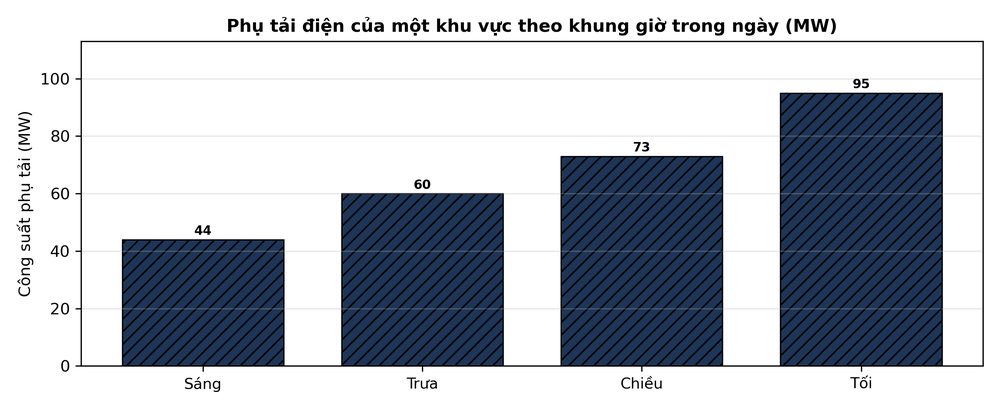 Phụ tải điện của một khu vực theo khung giờ trong ngày (MW)
Công suất phụ tải (MW)
100
80
60
40
20
0
44
60
73
95
Sáng
Trưa
Chiều
Tối